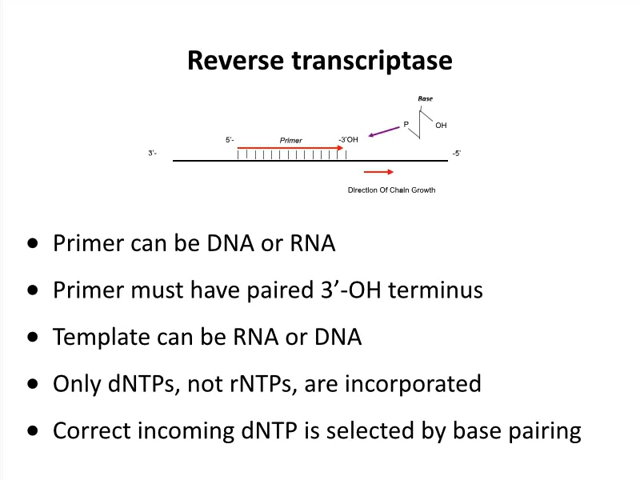 Reverse transcriptase
Base
P
OH
5'-
Primer
-3'OH
3'-
-5'
Direction Of Chain Growth
• Primer can be DNA or RNA
• Primer must have paired 3’-OH terminus
• Template can be RNA or DNA
• Only dNTPs, not rNTPs, are incorporated
• Correct incoming dNTP is selected by base pairing